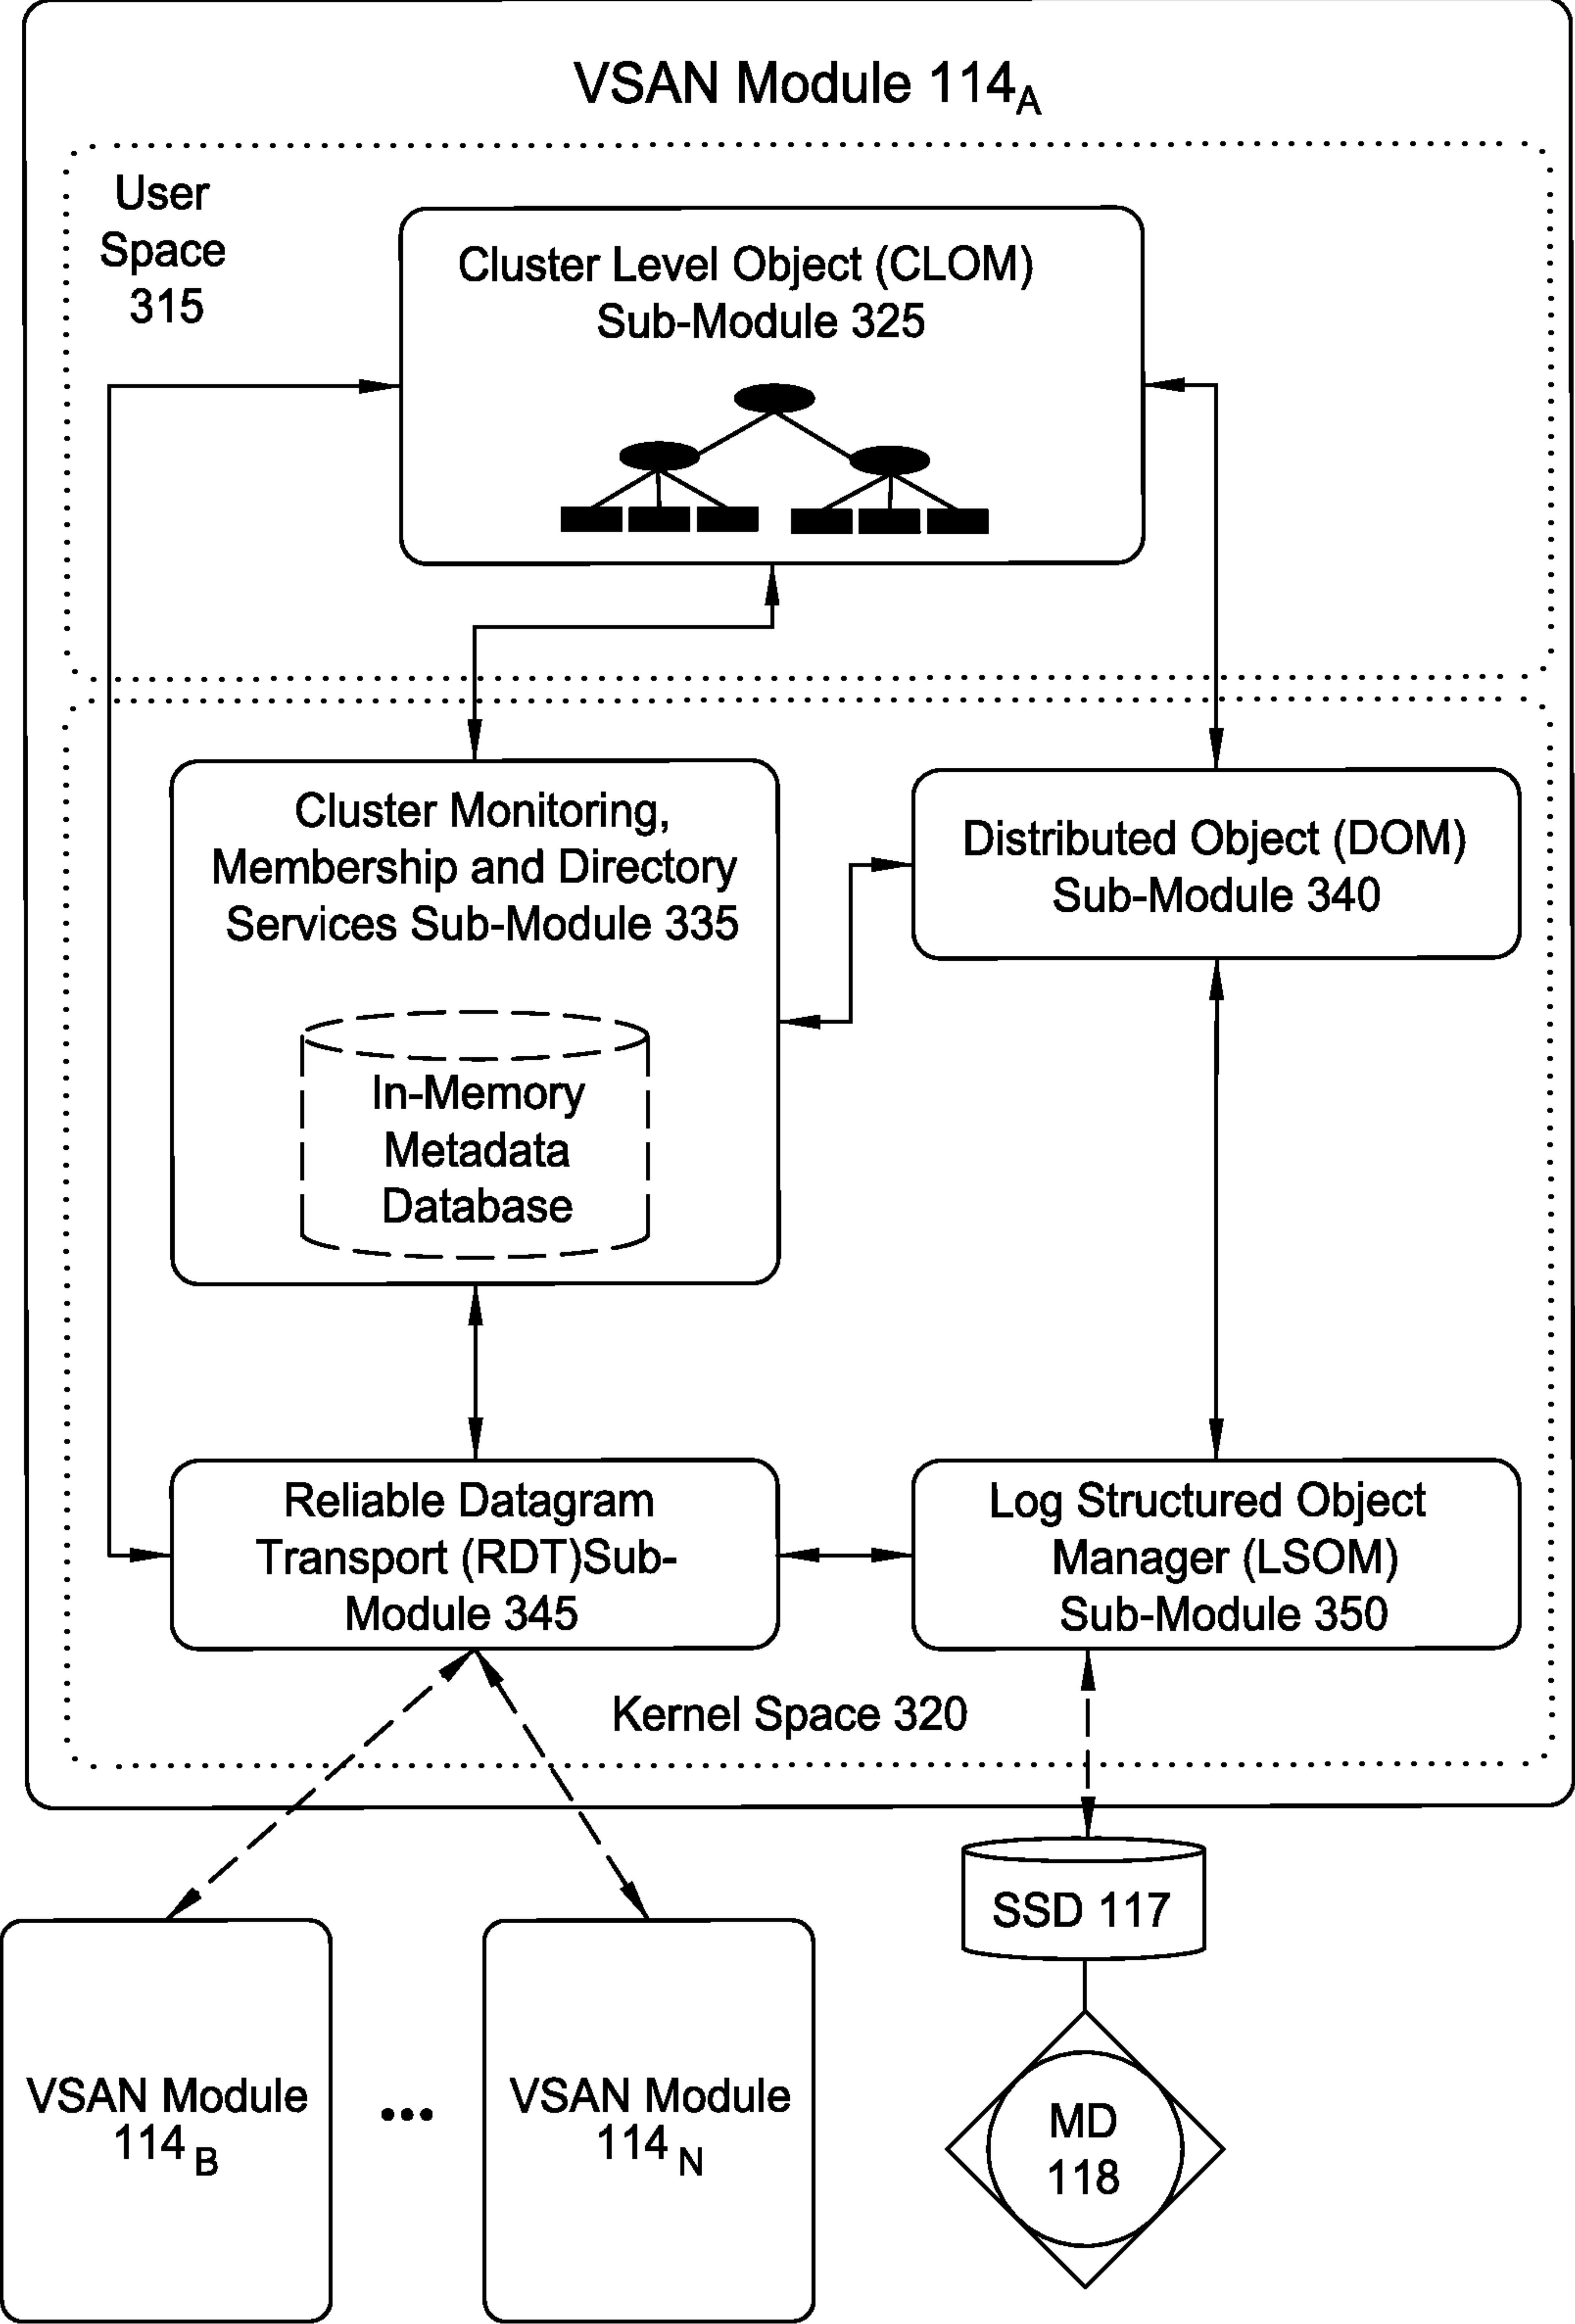 VSAN Module 114A
User
Space
315
Cluster Level Object (CLOM)
Sub-Module 325
Cluster Monitoring,
Membership and Directory
Services Sub-Module 335
In-Memory
Metadata
Database
Distributed Object (DOM)
Sub-Module 340
Reliable Datagram
Transport (RDT)Sub-
Module 345
Log Structured Object
Manager (LSOM)
Sub-Module 350
Kernel Space 320
SSD 117
VSAN Module
114 B
•••
VSAN Module
114 N
MD
118